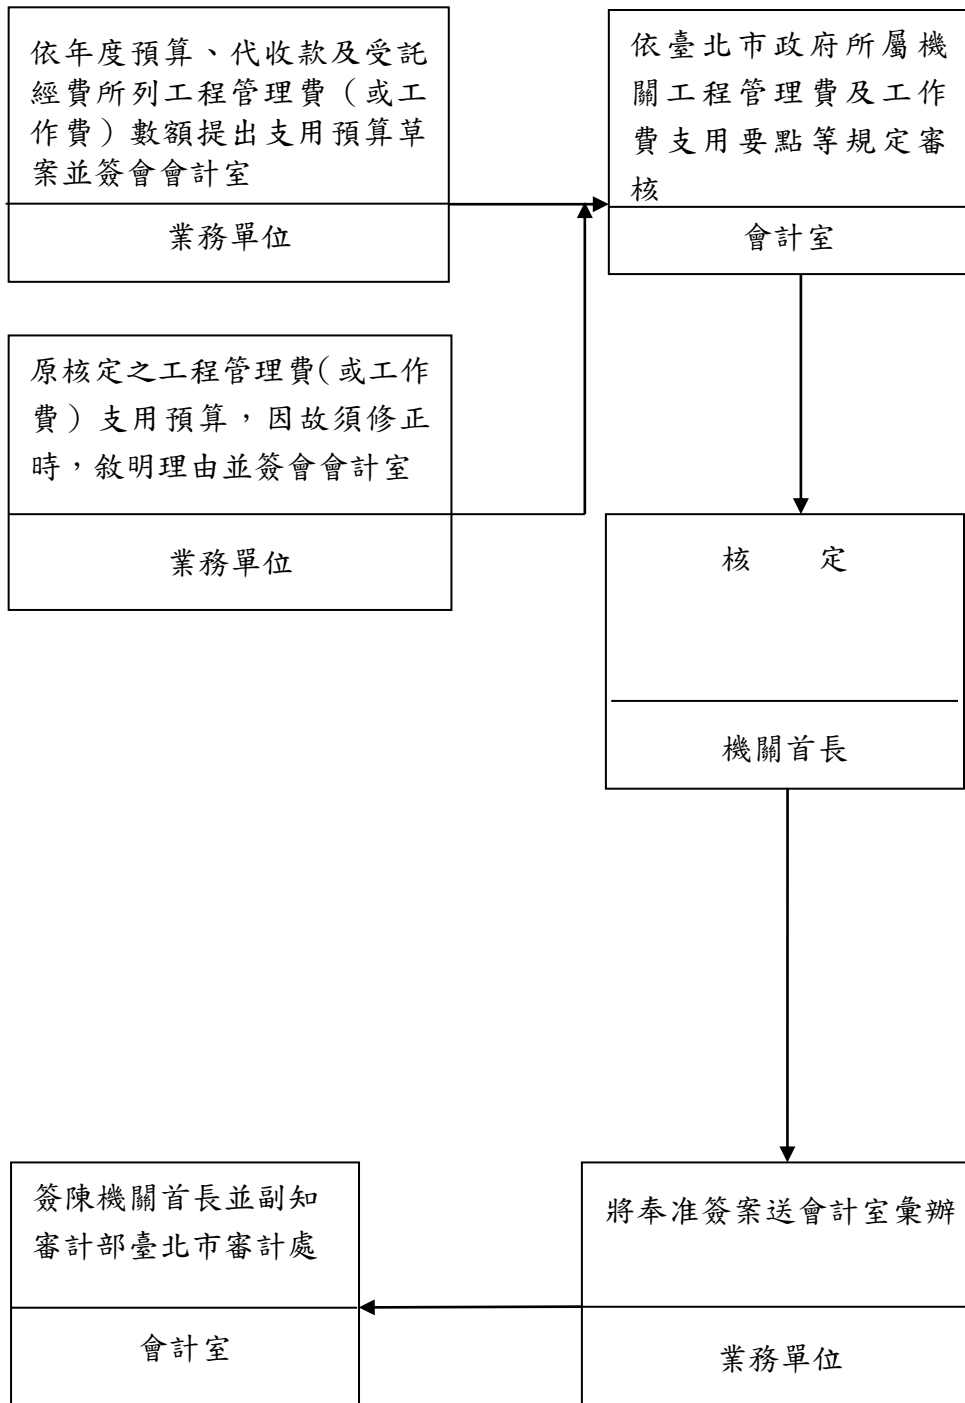 依年度預算、代收款及受託
經費所列工程管理費（或工
作費）數額提出支用預算草
案並簽會會計室
業務單位
依臺北市政府所屬機
關工程管理費及工作
費支用要點等規定審
核
會計室
原核定之工程管理費（或工作
費）支用預算，因故須修正
時，敘明理由並簽會會計室
業務單位
核　　定
機關首長
將奉准簽案送會計室彙辦
業務單位
簽陳機關首長並副知
審計部臺北市審計處
會計室